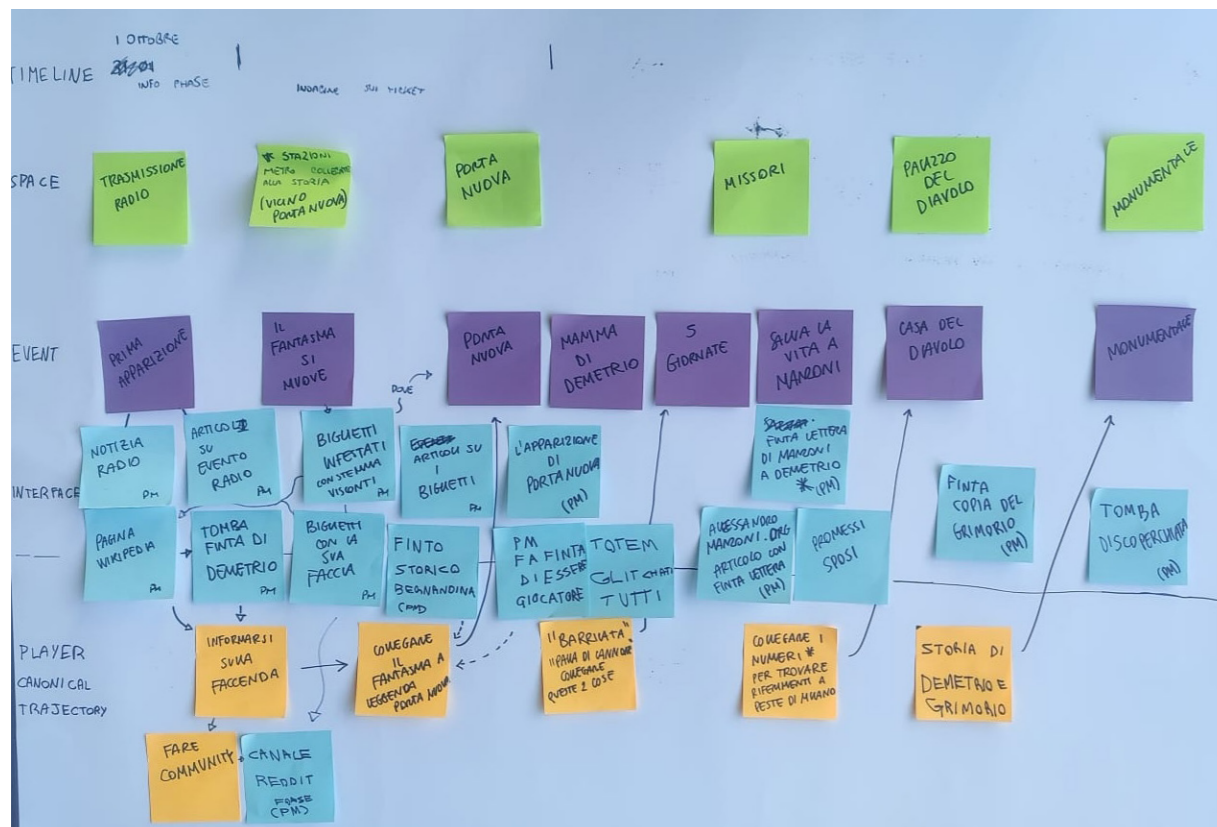 1 OTTOBRE
TIMELINE
INFO PHASE
INDAGINE SUI TICKET
SPACE
TRASMISSIONE
RADIO
* STAZIONI
METRO COLLEGATE
ALLA STORIA
(VICINO
PORTA NUOVA)
PORTA
NUOVA
MISSORI
PALAZZO
DEL
DIAVOLO
MONUMENTALE
EVENT
PRIMA
APPARIZIONE
IL
FANTASMA
SI
MUOVE
DOVE
PORTA
NUOVA
MAMMA
DI
DEMETRIO
5
GIORNATE
SALVA LA
VITA A
MANZONI
CASA DEL
DIAVOLO
MONUMENTALE
INTERFACE
NOTIZIA
RADIO
PM
ARTICOLI
SU
EVENTO
RADIO
PM
BIGLIETTI
INFESTATI
CON STEMMA
VISCONTI
PM
ARTICOLI SU
I
BIGLIETTI
PM
L'APPARIZIONE
DI
PORTA NUOVA
(PM)
FINTA LETTERA
DI MANZONI
A DEMETRIO
* (PM)
FINTA
COPIA DEL
GRIMORIO
(PM)
TOMBA
DISCOPERCHIATA
(PM)
PAGINA
WIKIPEDIA
PM
TOMBA
FINTA DI
DEMETRIO
PM
BIGLIETTI
CON LA
SUA
FACCIA
PM
FINTO
STORICO
BEGNANDINA
(PM)
PM
FA FINTA
DI ESSERE
GIOCATORE
TOTEM
GLITCHATI
TUTTI
ALESSANDRO
MANZONI.ORG
ARTICOLO CON
FINTA LETTERA
(PM)
PROMESSI
SPOSI
PLAYER
CANONICAL
TRAJECTORY
INFORMARSI
SULLA
FACCENDA
COLLEGARE
IL
FANTASMA A
LEGGENDA
PORTA NUOVA
"BARRICATA"
"PALLA DI CANNONE"
COLLEGARE
QUESTE 2 COSE
COLLEGARE I
NUMERI *
PER TROVARE
RIFERIMENTI A
PESTE DI MILANO
STORIA DI
DEMETRIO E
GRIMORIO
FARE
COMMUNITY
CANALE
REDDIT
FRASE
(PM)